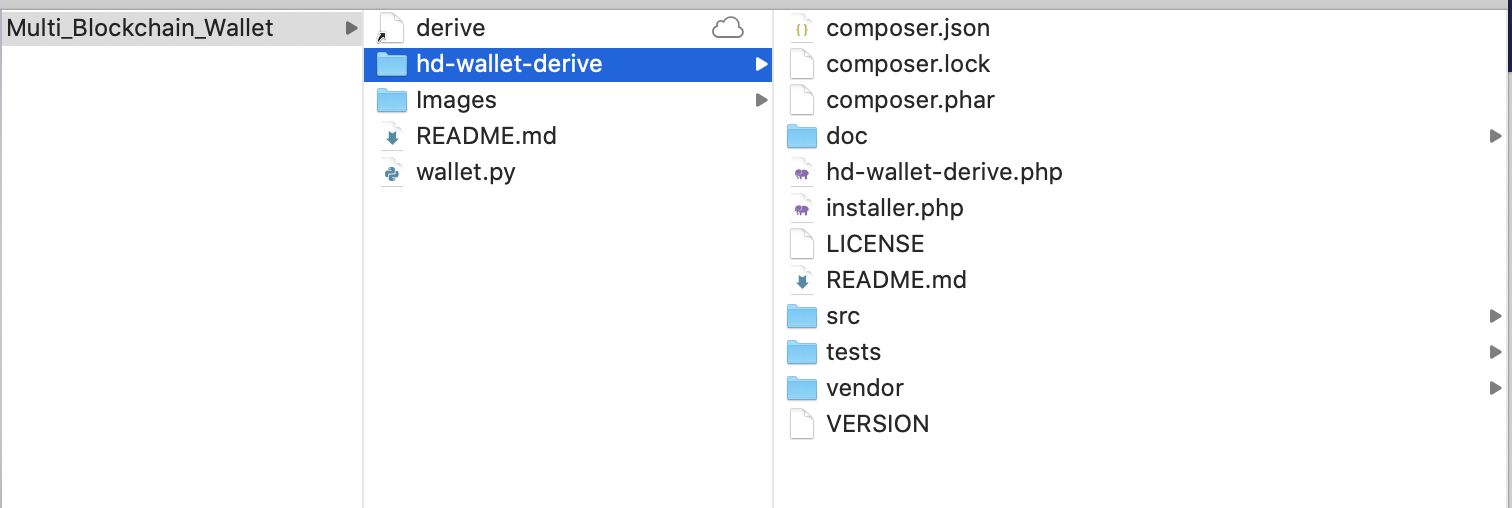 Multi_Blockchain_Wallet
derive
hd-wallet-derive
Images
README.md
wallet.py
composer.json
composer.lock
composer.phar
doc
hd-wallet-derive.php
installer.php
LICENSE
README.md
src
tests
vendor
VERSION